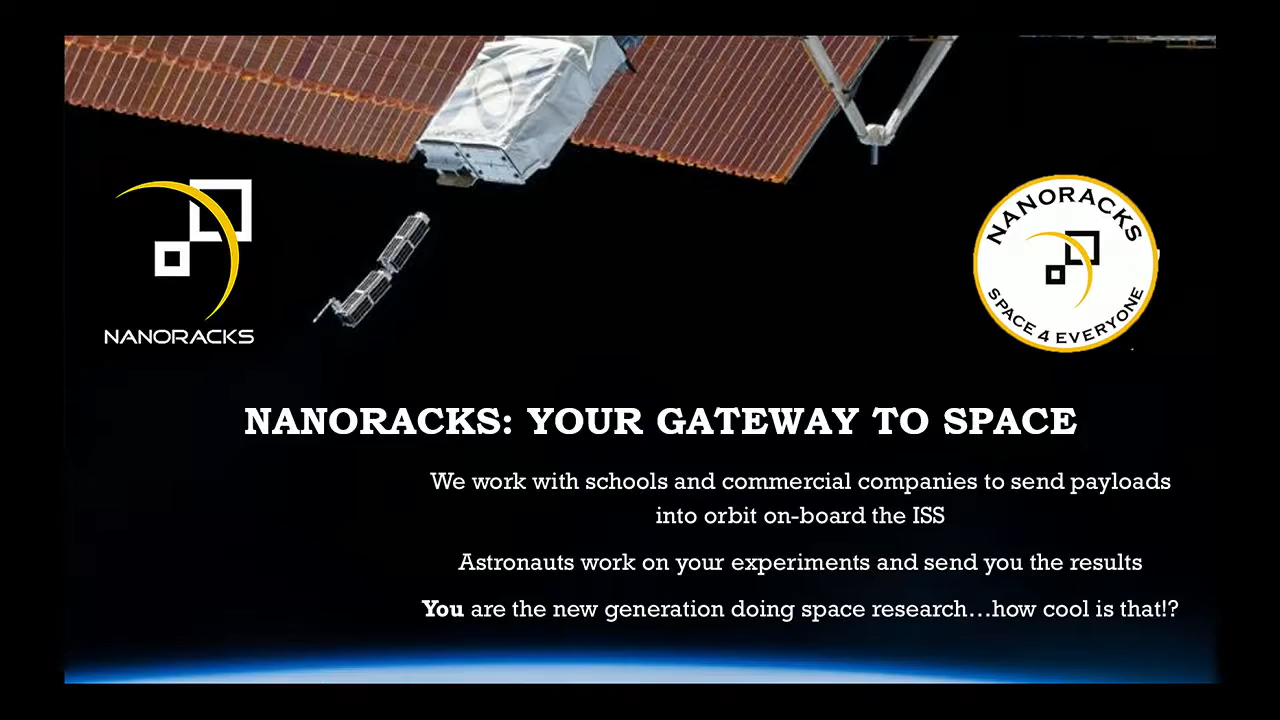 NANORACKS
NANORACKS
SPACE 4 EVERYONE
NANORACKS: YOUR GATEWAY TO SPACE
We work with schools and commercial companies to send payloads
into orbit on-board the ISS
Astronauts work on your experiments and send you the results
You are the new generation doing space research...how cool is that!?